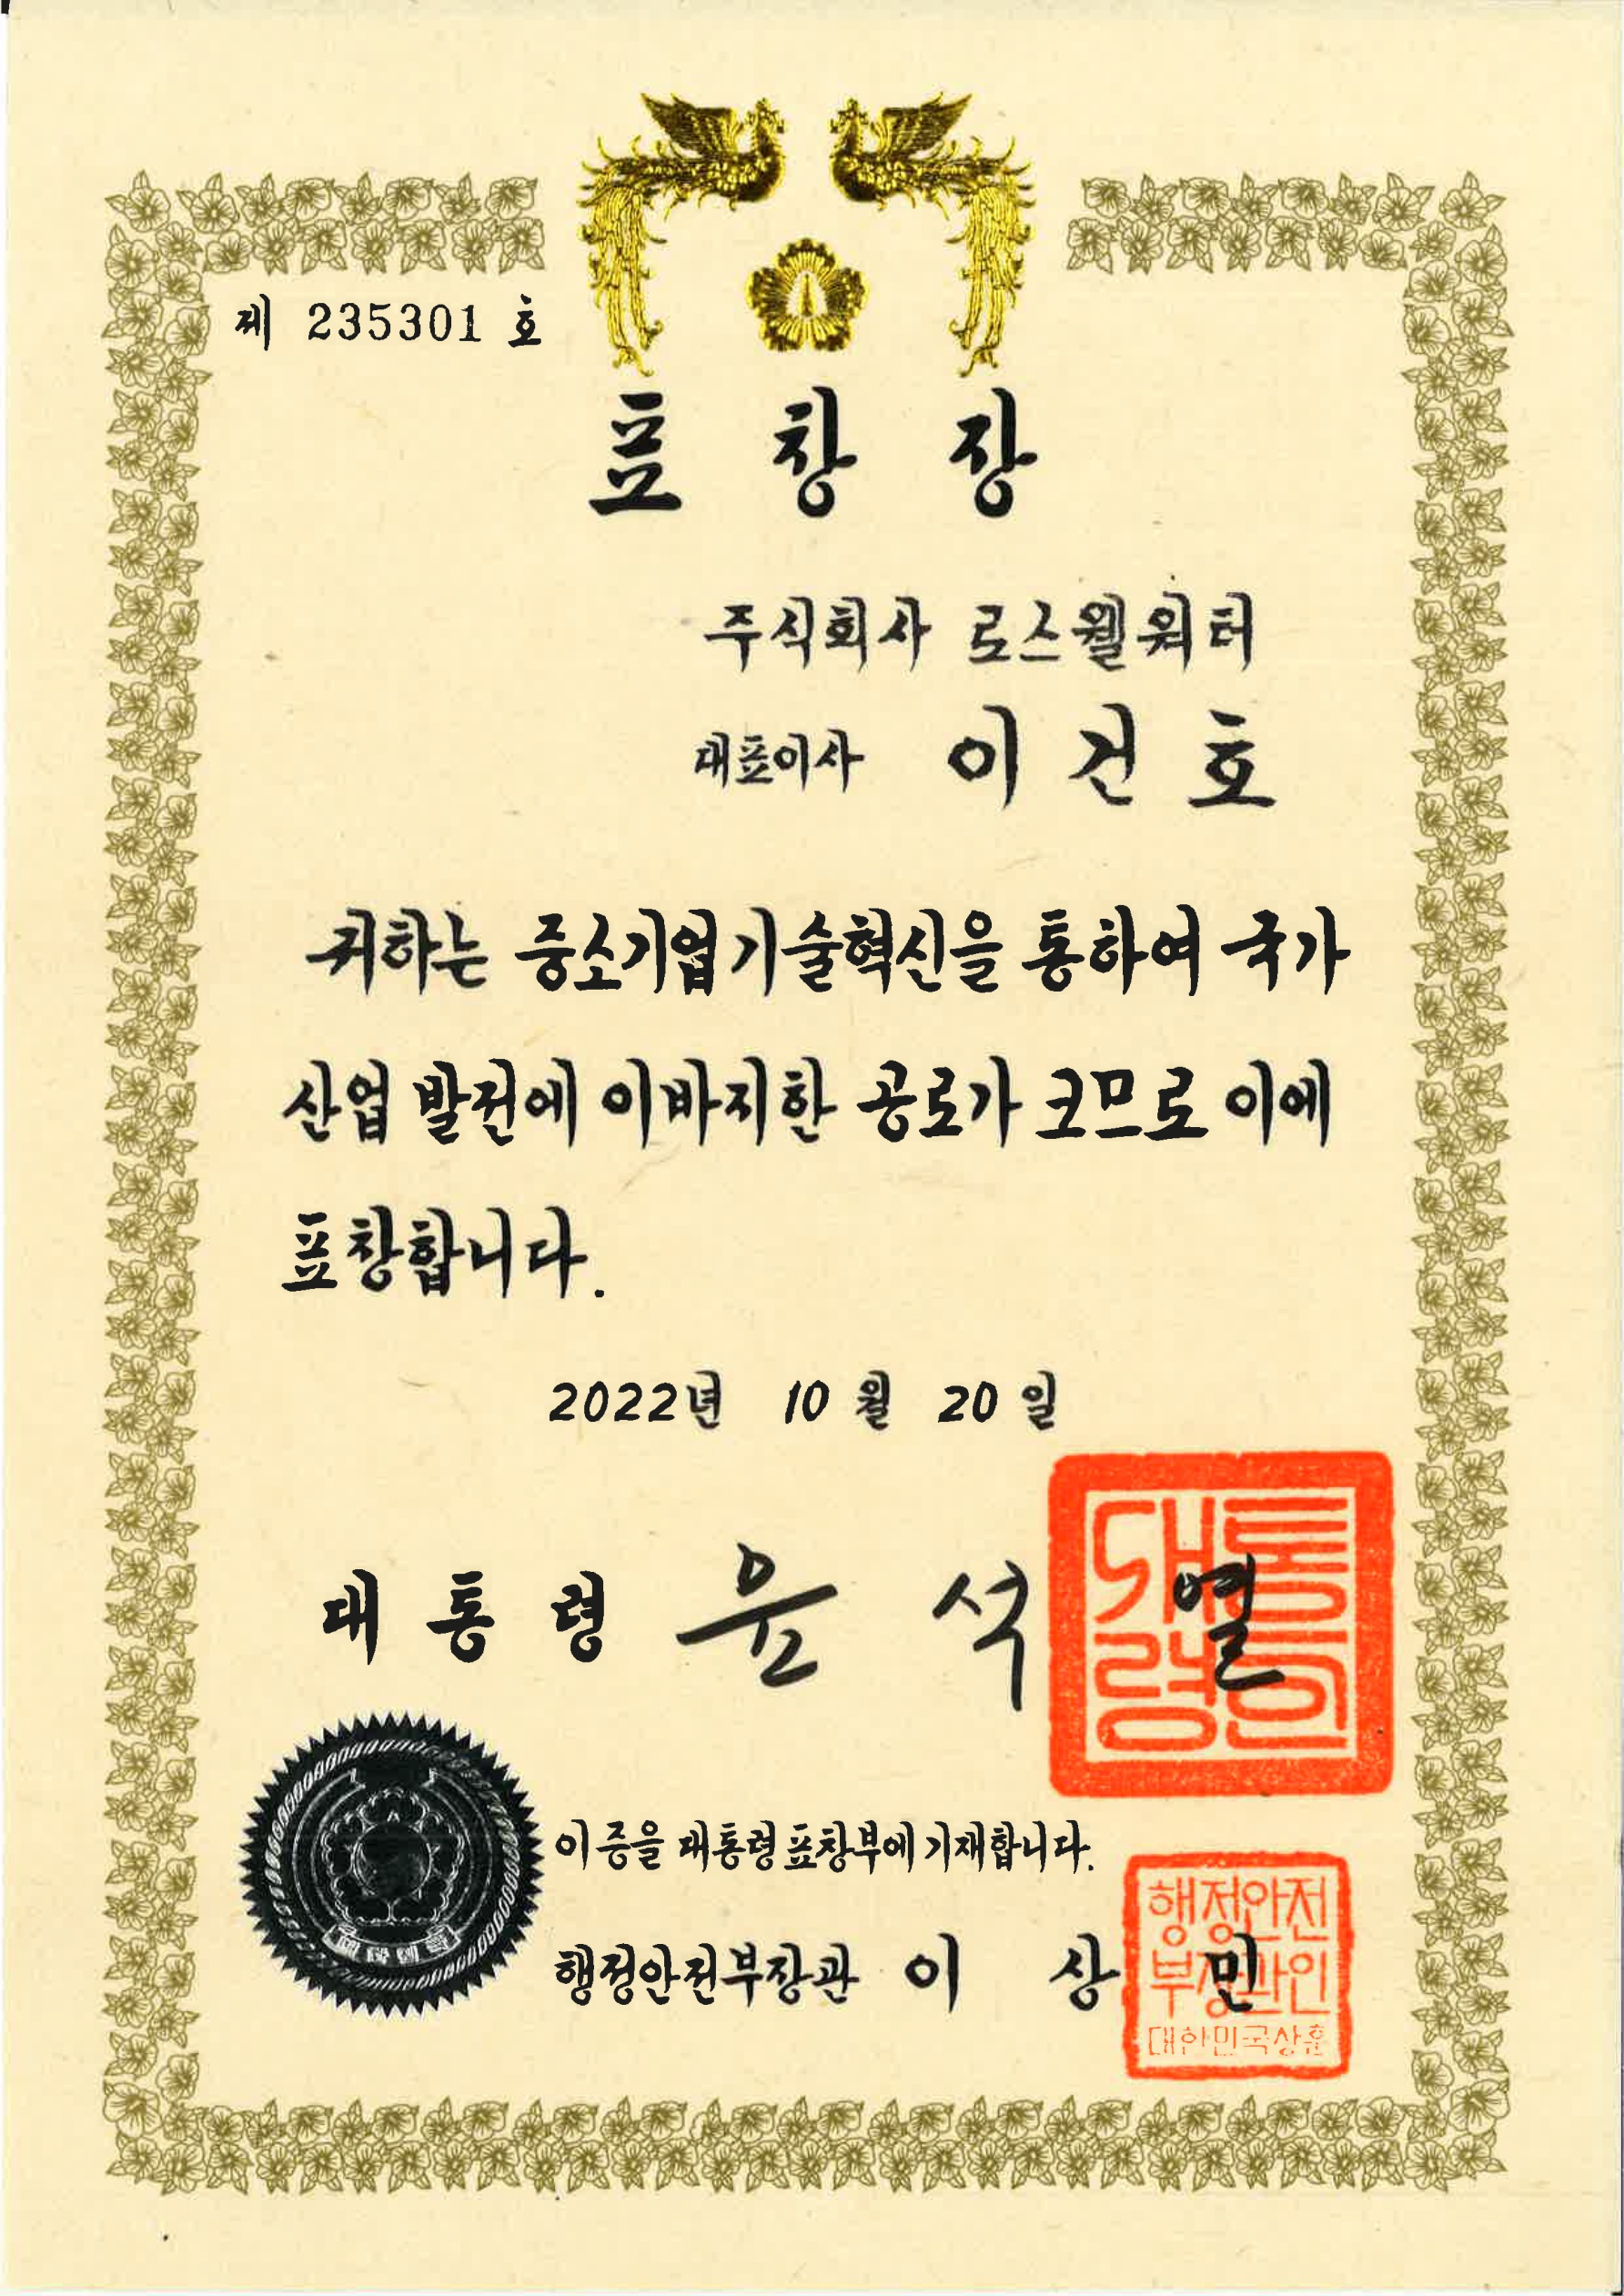 제 235301 호
표 창 장
주식회사 로스웰워터
대표이사 이 건 호
귀하는 중소기업 기술혁신을 통하여 국가
산업 발전에 이바지한 공로가 크므로 이에
표창합니다.
2022년 10 월 20 일
대 통 령 윤 석 열
대통령의인
이 증을 대통령 표창부에 기재합니다.
행정안전부장관 이 상 민
행정안전
부장관인
대한민국상훈